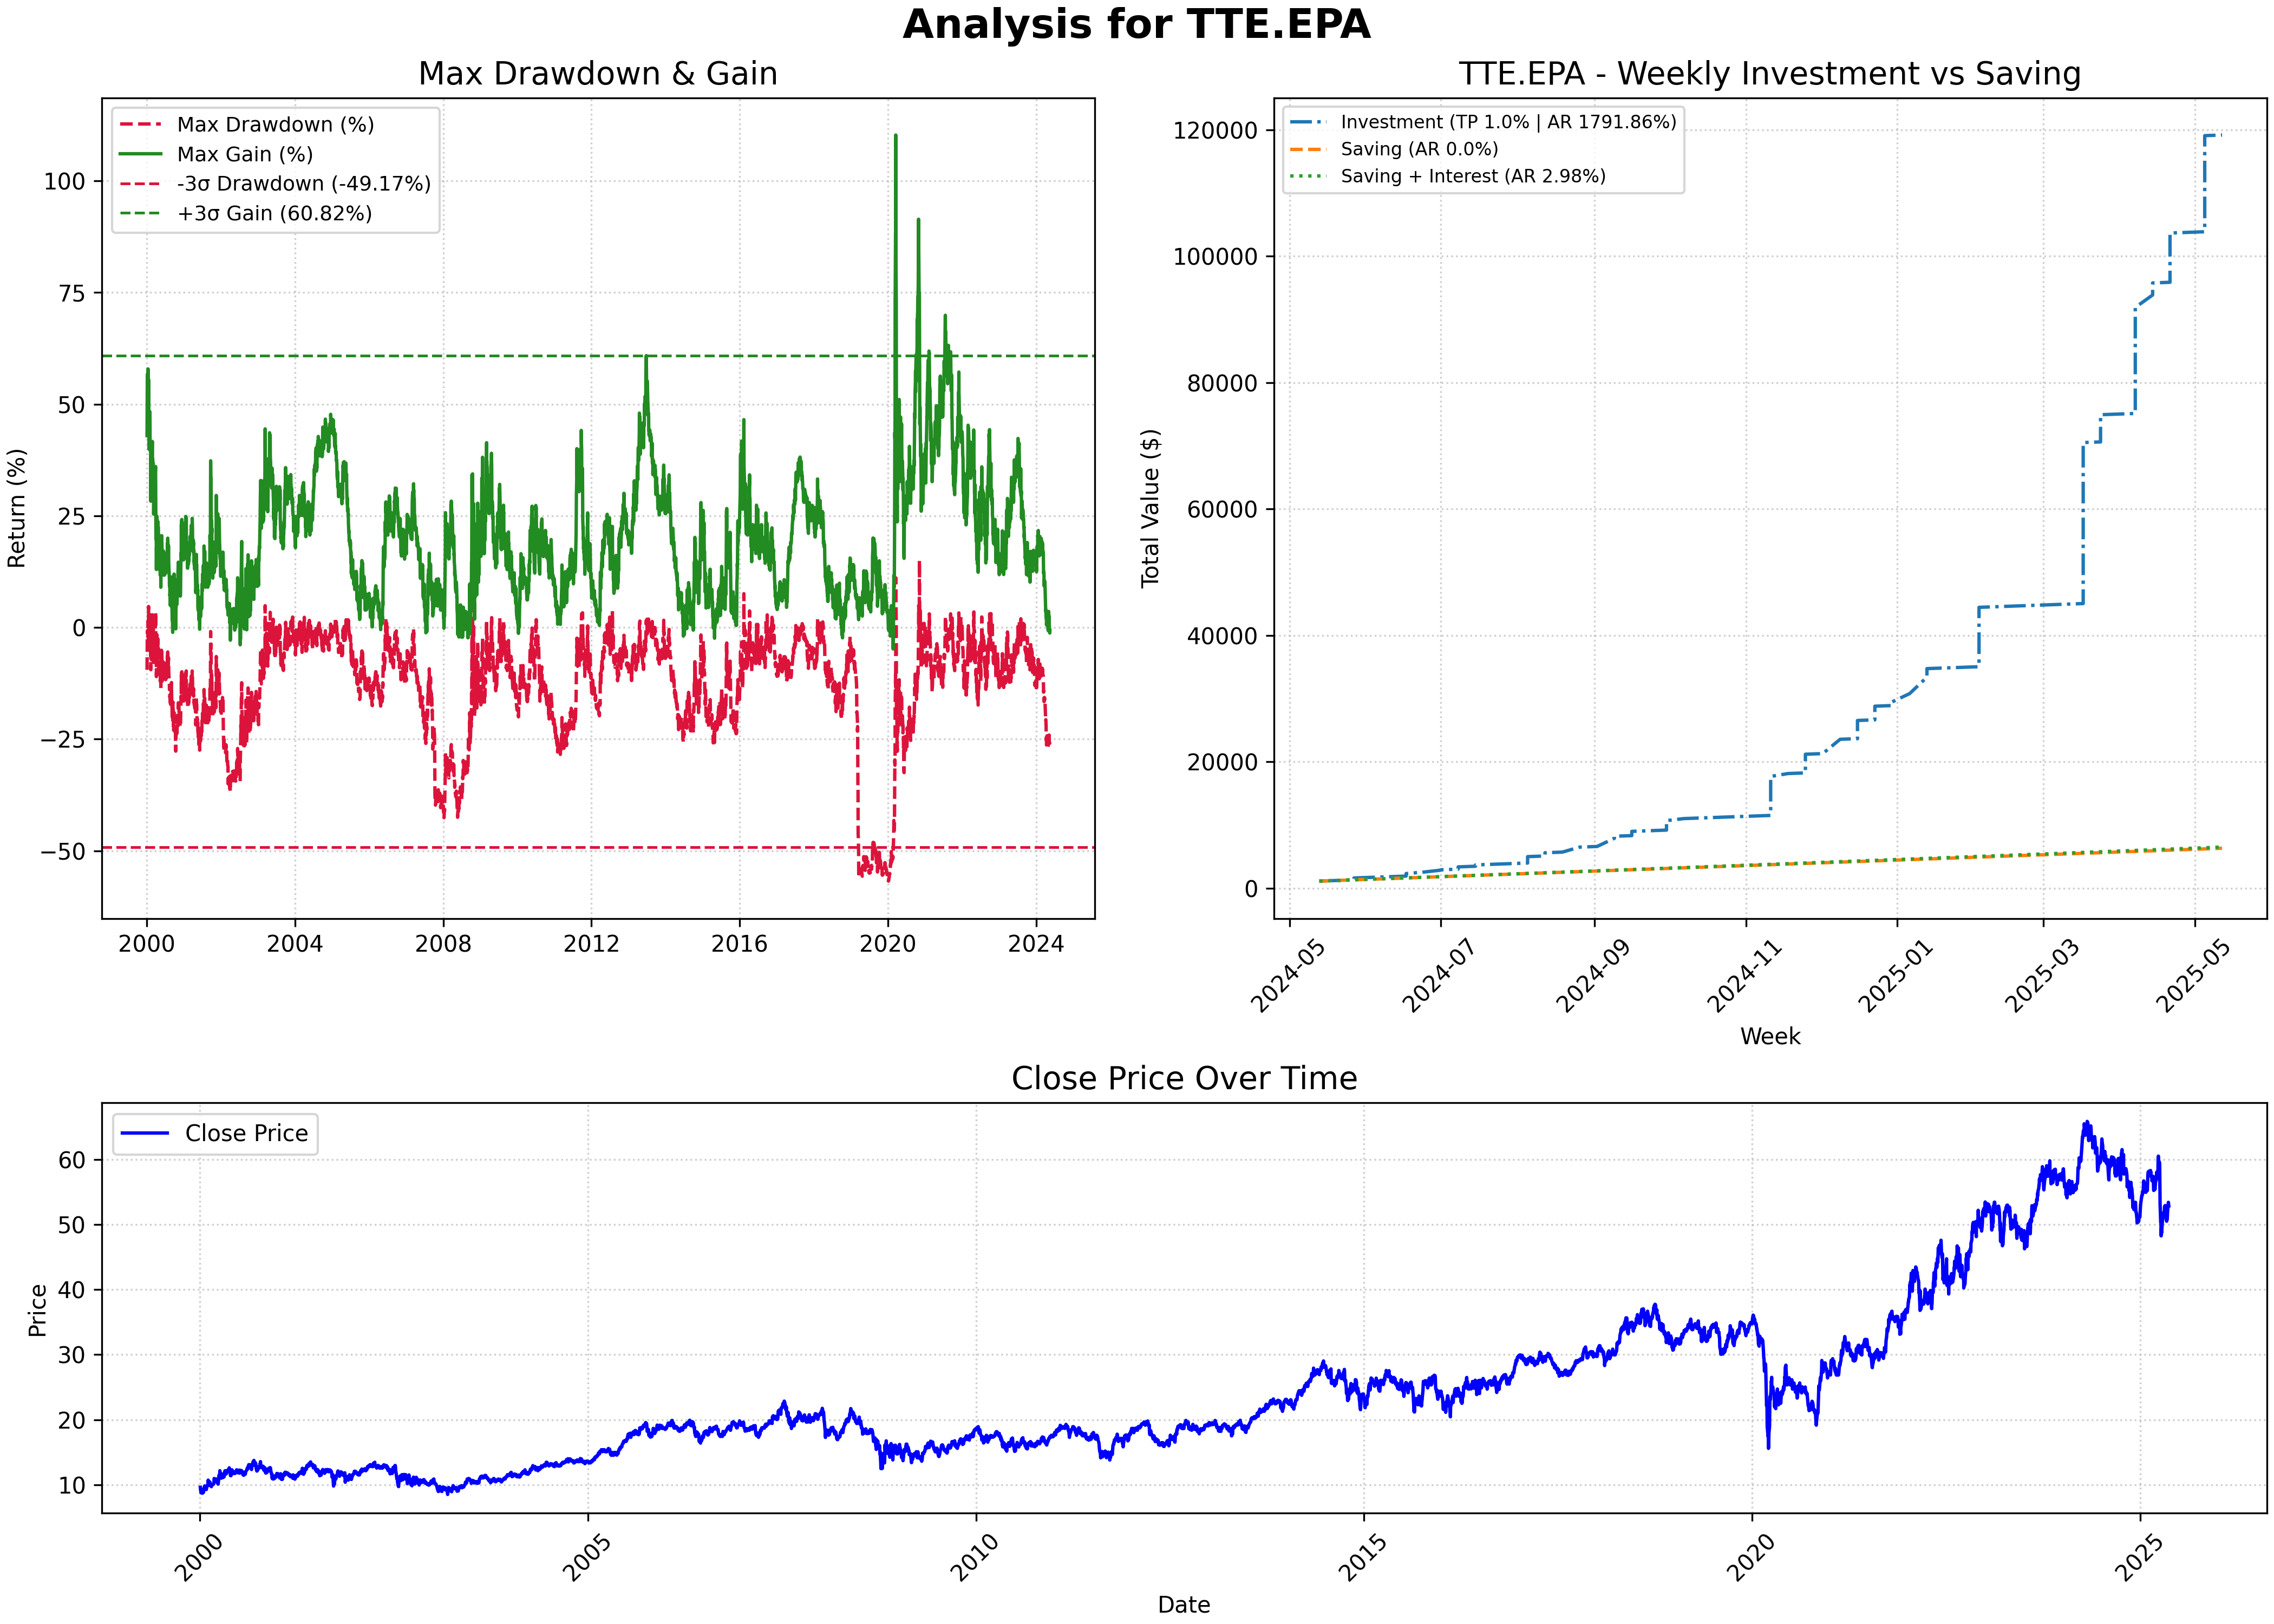 Analysis for TTE.EPA
Max Drawdown & Gain
Max Drawdown (%)
Max Gain (%)
-3σ Drawdown (-49.17%)
+3σ Gain (60.82%)
Return (%)
100
75
50
25
0
−25
−50
2000
2004
2008
2012
2016
2020
2024
TTE.EPA - Weekly Investment vs Saving
Investment (TP 1.0% | AR 1791.86%)
Saving (AR 0.0%)
Saving + Interest (AR 2.98%)
Total Value ($)
120000
100000
80000
60000
40000
20000
0
2024-05
2024-07
2024-09
2024-11
2025-01
2025-03
2025-05
Week
Close Price Over Time
Close Price
Price
60
50
40
30
20
10
2000
2005
2010
2015
2020
2025
Date